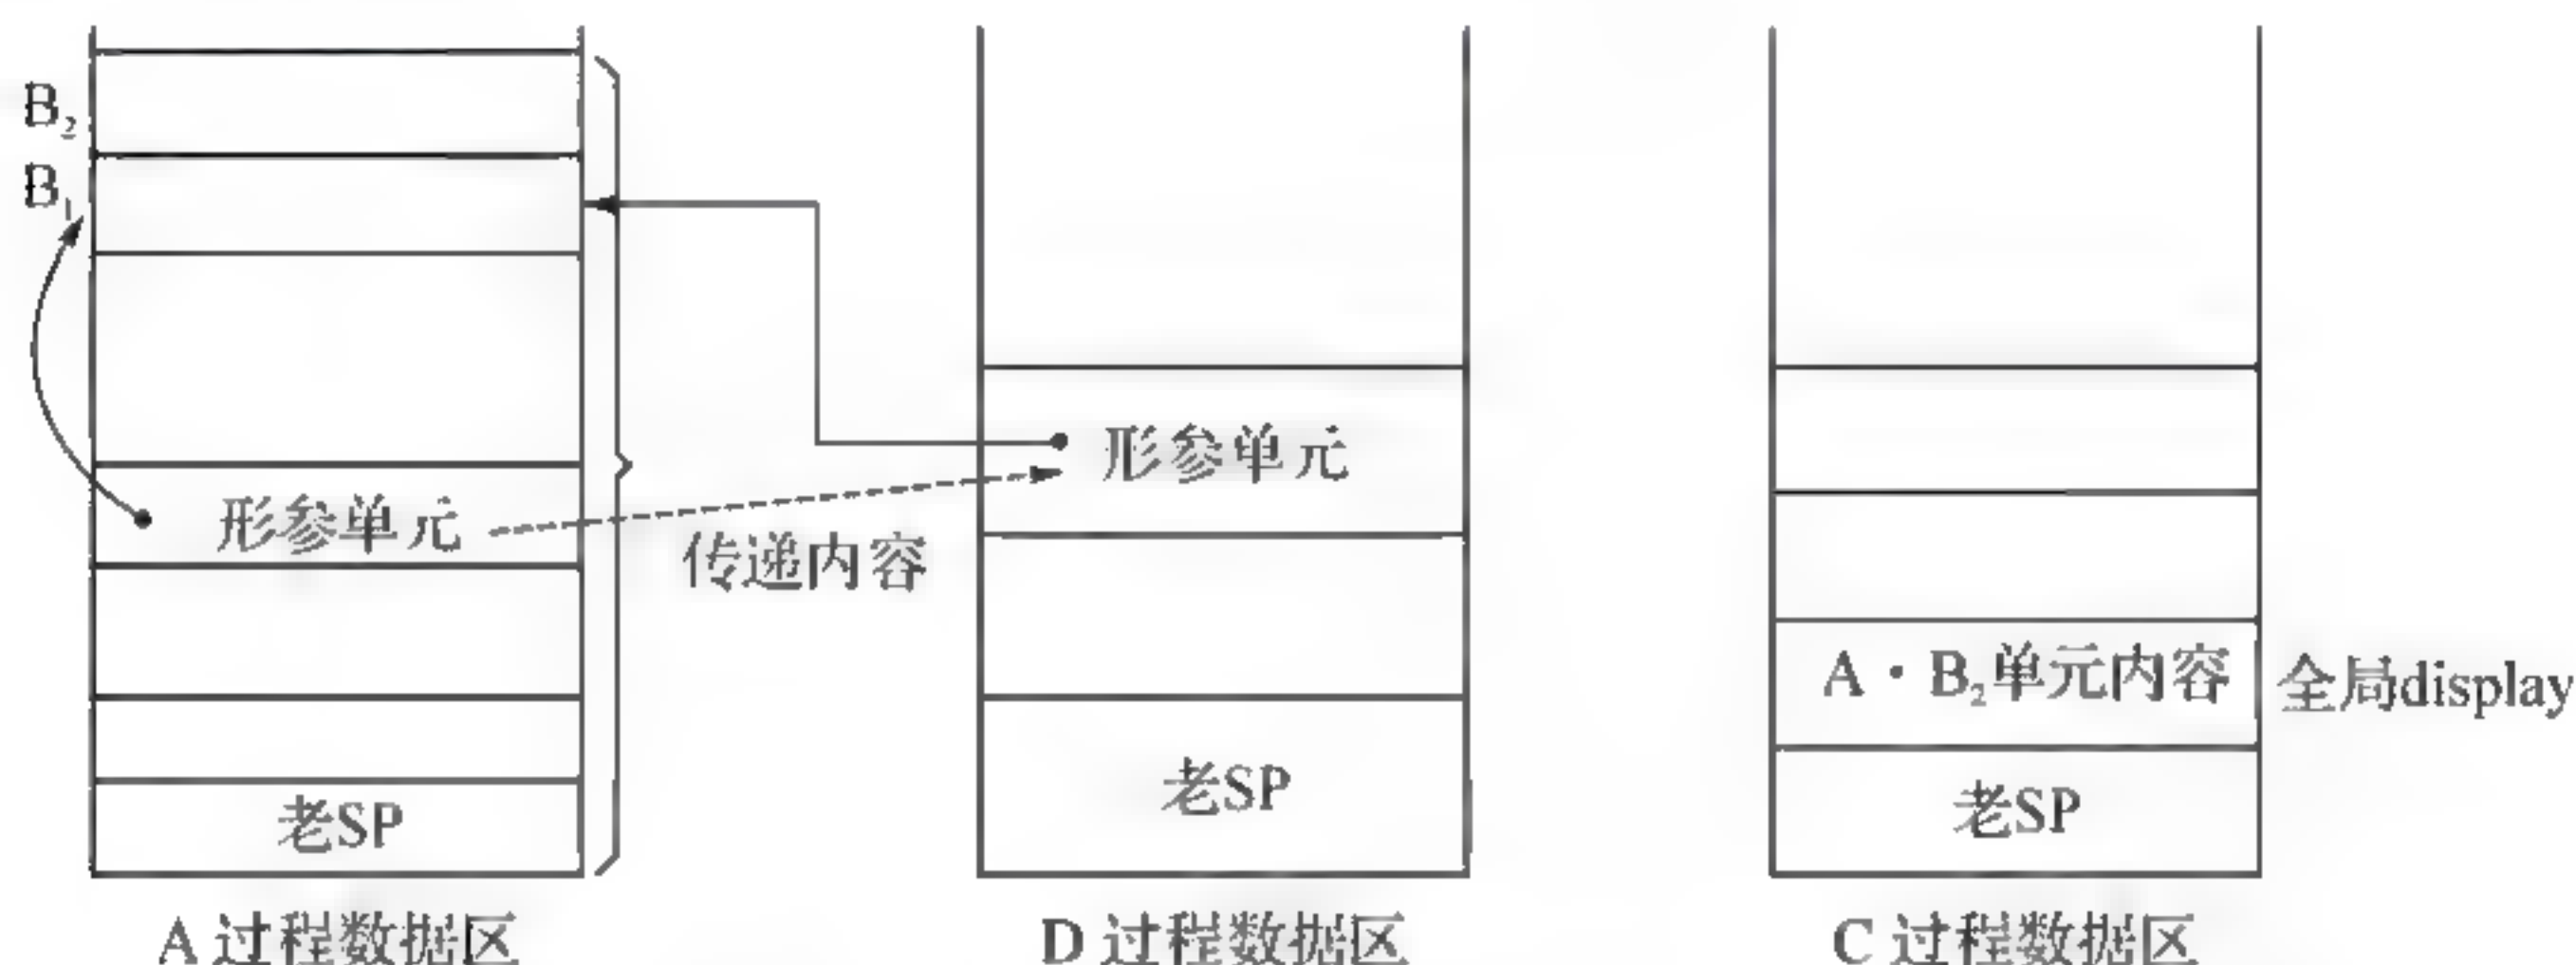 B₂
B₁
形参单元
老SP
A 过程数据区
传递内容
形参单元
老SP
D 过程数据区
A·B₂单元内容
全局display
老SP
C 过程数据区